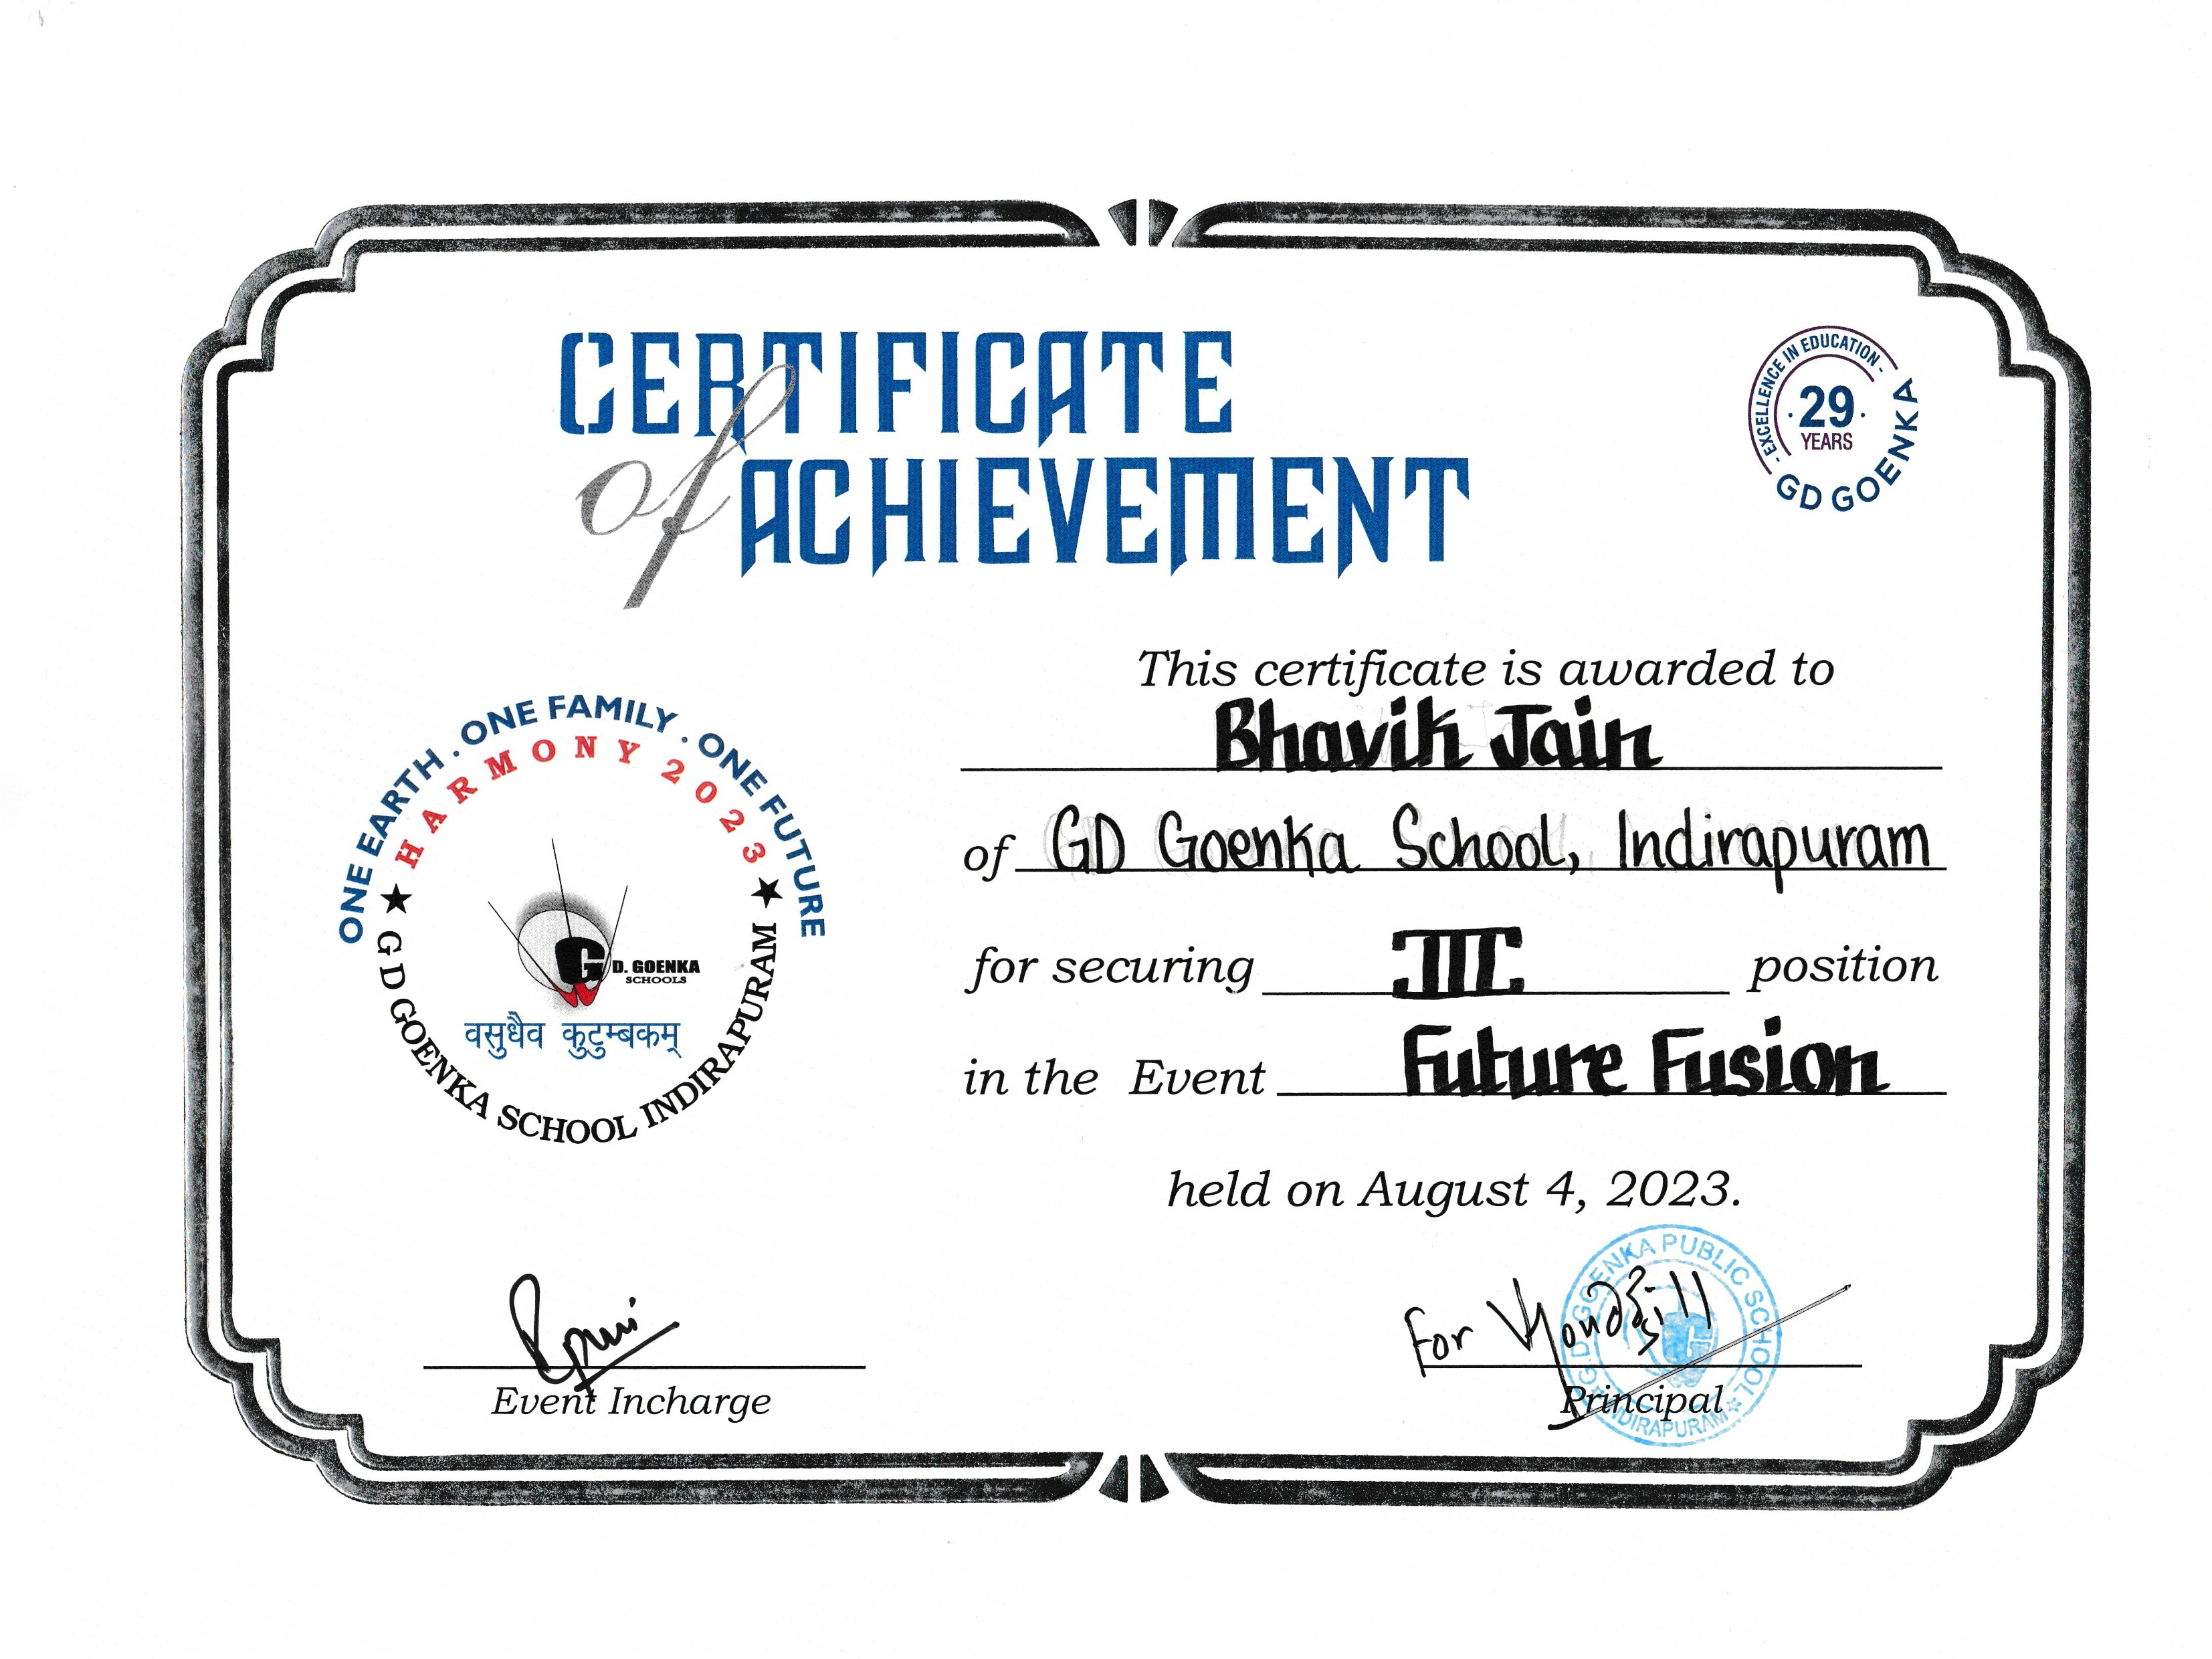 CERTIFICATE
of ACHIEVEMENT
- EXCELLENCE IN EDUCATION -
29
YEARS
GD GOENKA
This certificate is awarded to
Bhavik Jain
of GD Goenka School, Indirapuram
for securing III position
in the Event Future Fusion
held on August 4, 2023.
ONE EARTH . ONE FAMILY . ONE FUTURE
HARMONY 2023
G D. GOENKA
SCHOOLS
वसुधैव कुटुम्बकम्
★ G D GOENKA SCHOOL INDIRAPURAM ★
Event Incharge
For
Principal
G.D. GOENKA PUBLIC SCHOOL
INDIRAPURAM